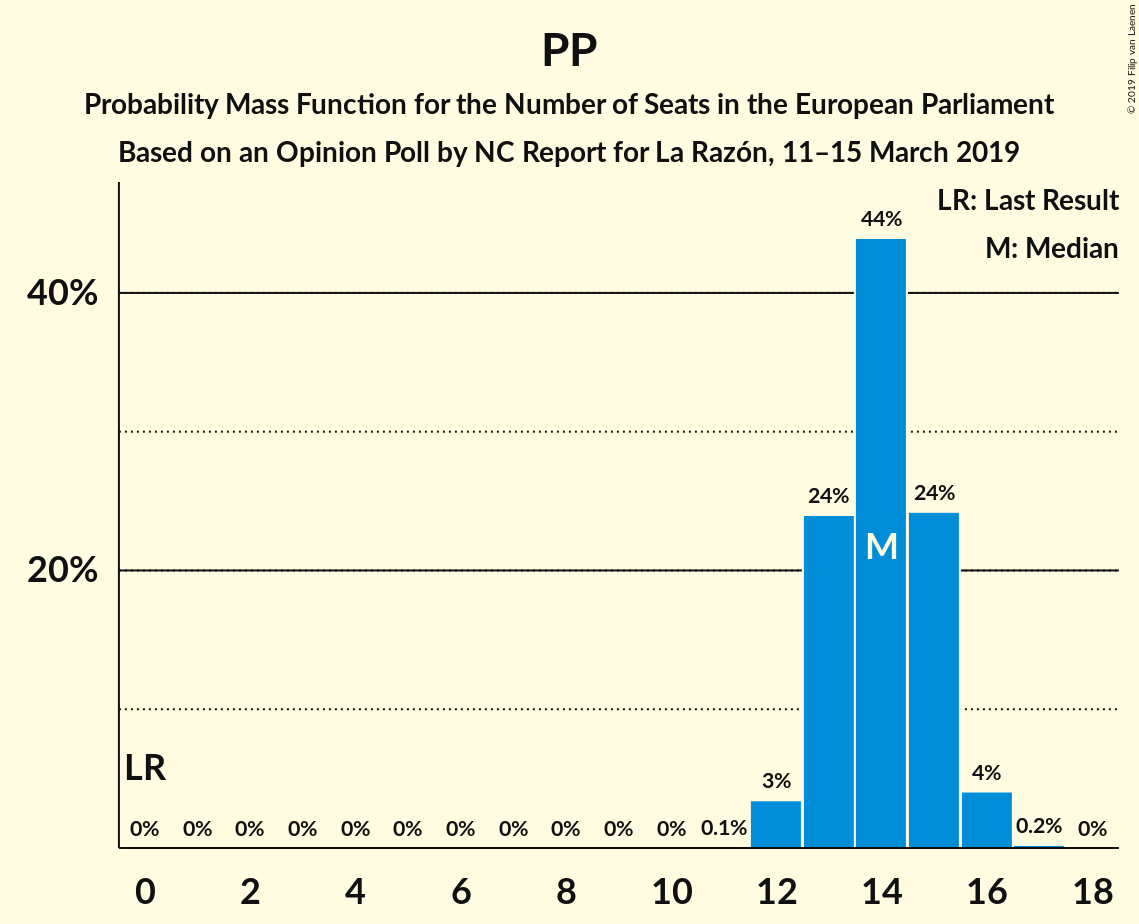 PP
Probability Mass Function for the Number of Seats in the European Parliament
Based on an Opinion Poll by NC Report for La Razón, 11–15 March 2019
© 2019 Filip van Laenen
LR: Last Result
M: Median
44%
40%
24%
24%
M
20%
LR
3%
4%
0% 0% 0% 0% 0% 0% 0% 0% 0% 0% 0% 0.1% 0.2% 0%
0 2 4 6 8 10 12 14 16 18